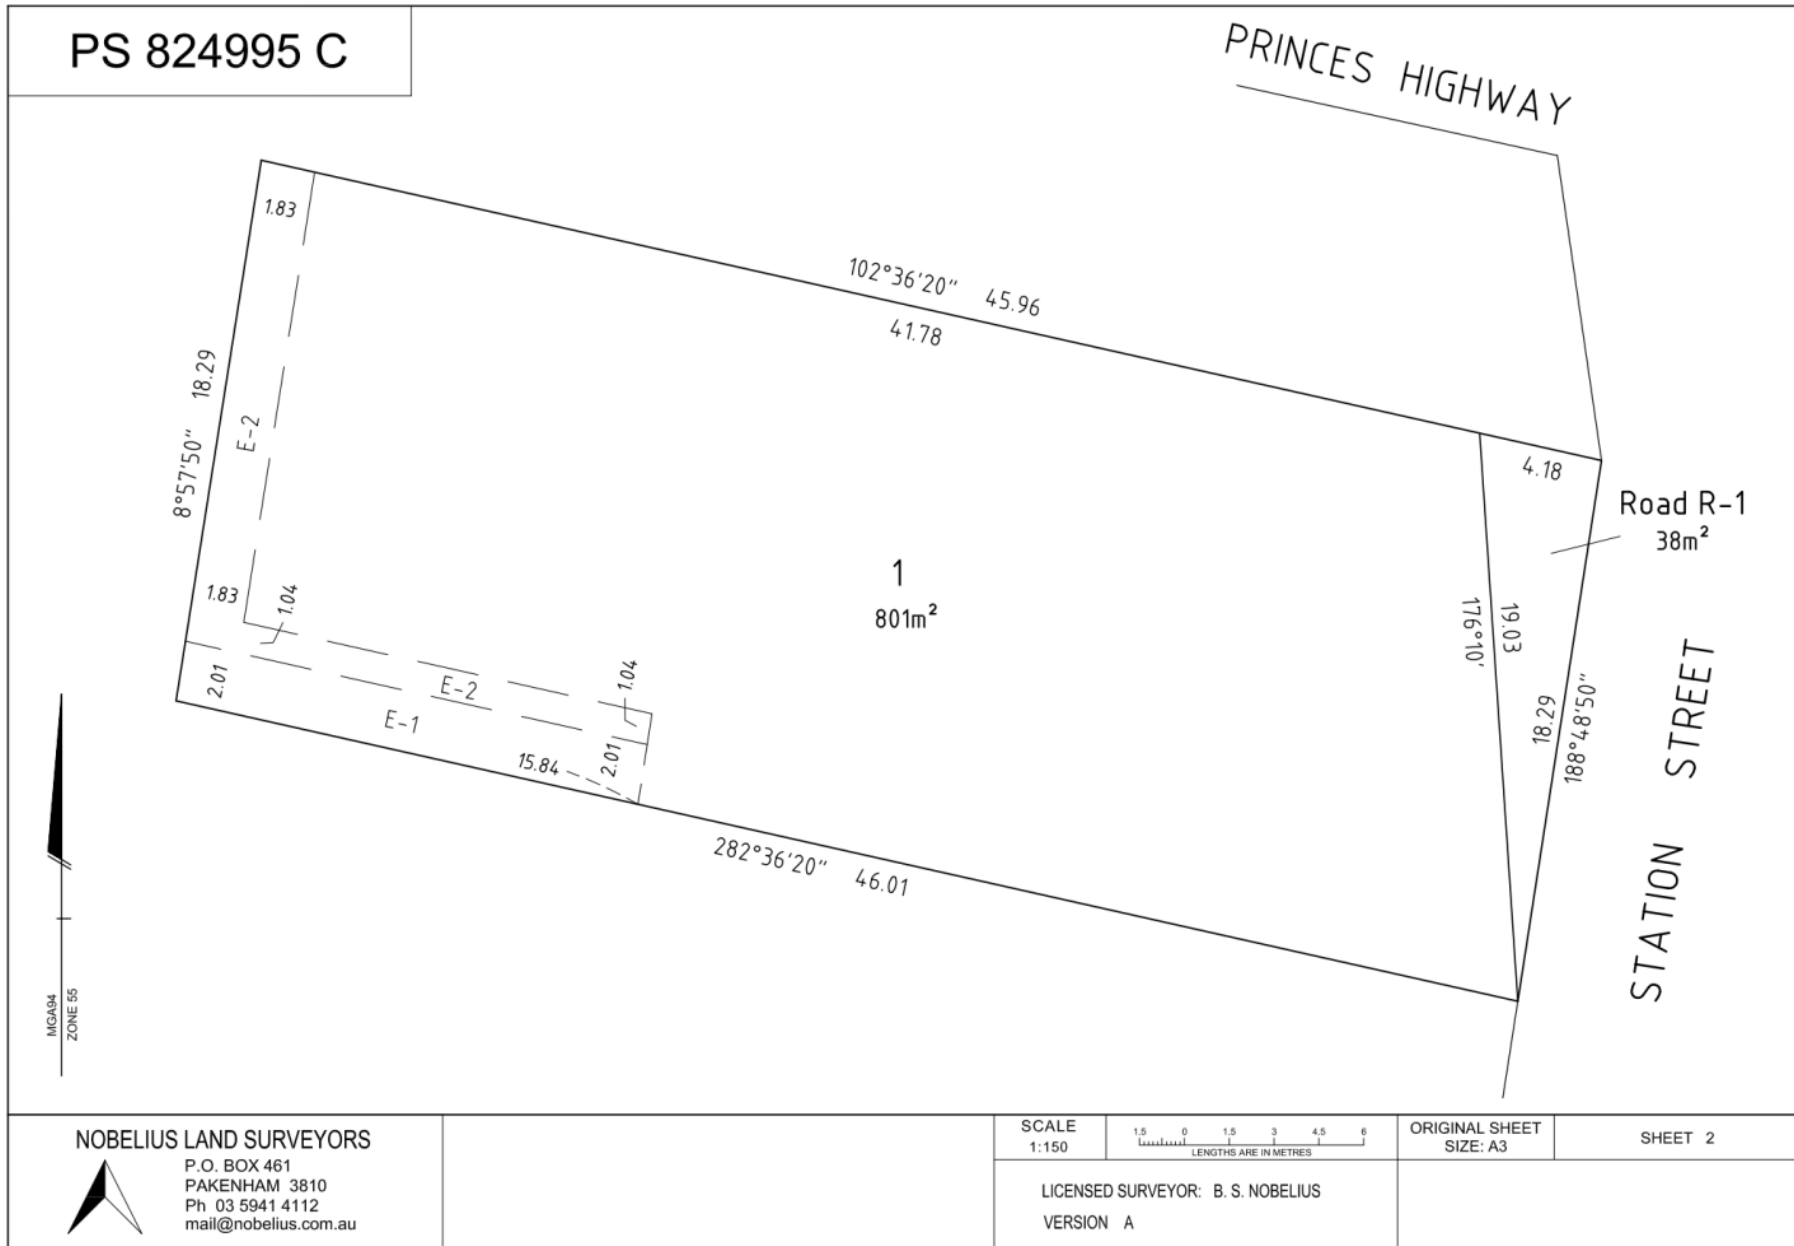 PS 824995 C
PRINCES HIGHWAY
1.83
102°36'20" 45.96
41.78
8°57'50" 18.29
E-2
4.18
Road R-1
38m²
1
801m²
1.83
1.04
2.01
E-2
E-1
1.04
2.01
15.84
282°36'20" 46.01
176°10'
19.03
18.29
188°48'50"
STATION STREET
MGA94
ZONE 55
NOBELIUS LAND SURVEYORS
P.O. BOX 461
PAKENHAM 3810
Ph 03 5941 4112
mail@nobelius.com.au
SCALE
1:150
1.5 0 1.5 3 4.5 6
LENGTHS ARE IN METRES
ORIGINAL SHEET
SIZE: A3
SHEET 2
LICENSED SURVEYOR: B. S. NOBELIUS
VERSION A